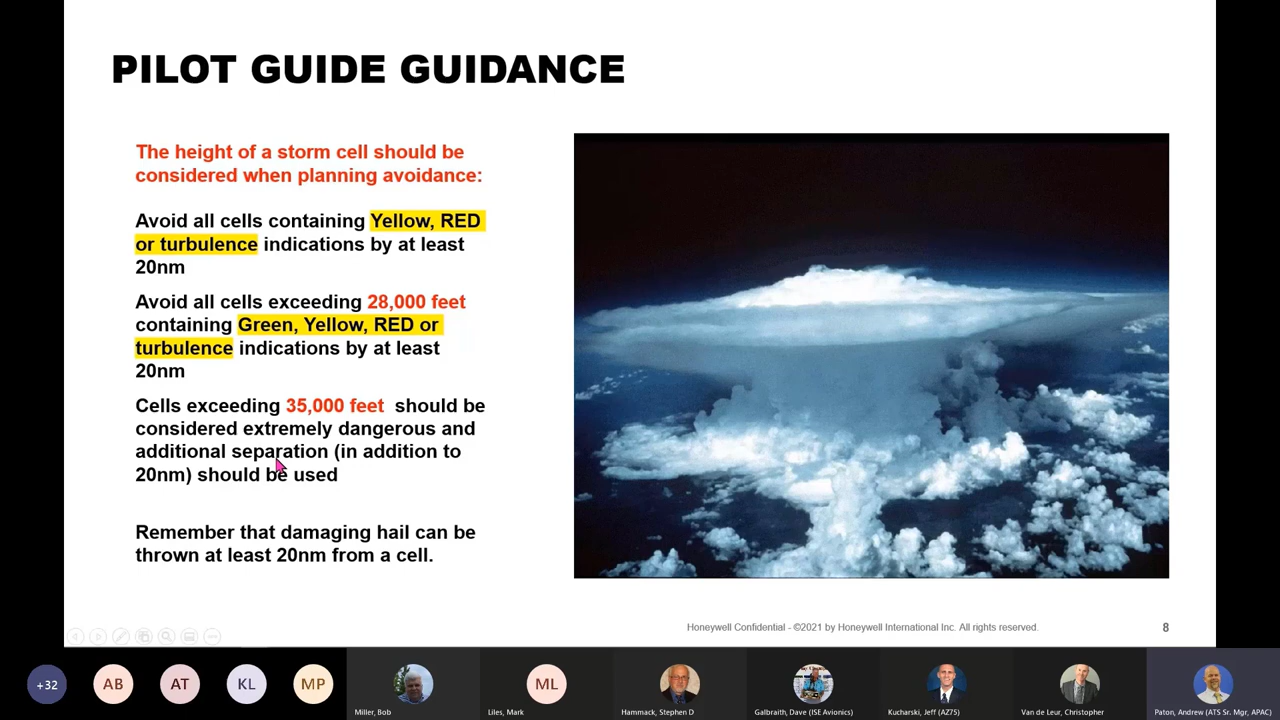 PILOT GUIDE GUIDANCE
The height of a storm cell should be
considered when planning avoidance:
Avoid all cells containing Yellow, RED
or turbulence indications by at least
20nm
Avoid all cells exceeding 28,000 feet
containing Green, Yellow, RED or
turbulence indications by at least
20nm
Cells exceeding 35,000 feet should be
considered extremely dangerous and
additional separation (in addition to
20nm) should be used
Remember that damaging hail can be
thrown at least 20nm from a cell.
Honeywell Confidential - ©2021 by Honeywell International Inc. All rights reserved.
8
+32
AB
AT
KL
MP
ML
Miller, Bob
Liles, Mark
Hammack, Stephen D
Galbraith, Dave (ISE Avionics)
Kucharski, Jeff (AZ75)
Van de Leur, Christopher
Paton, Andrew (ATS Sr. Mgr, APAC)